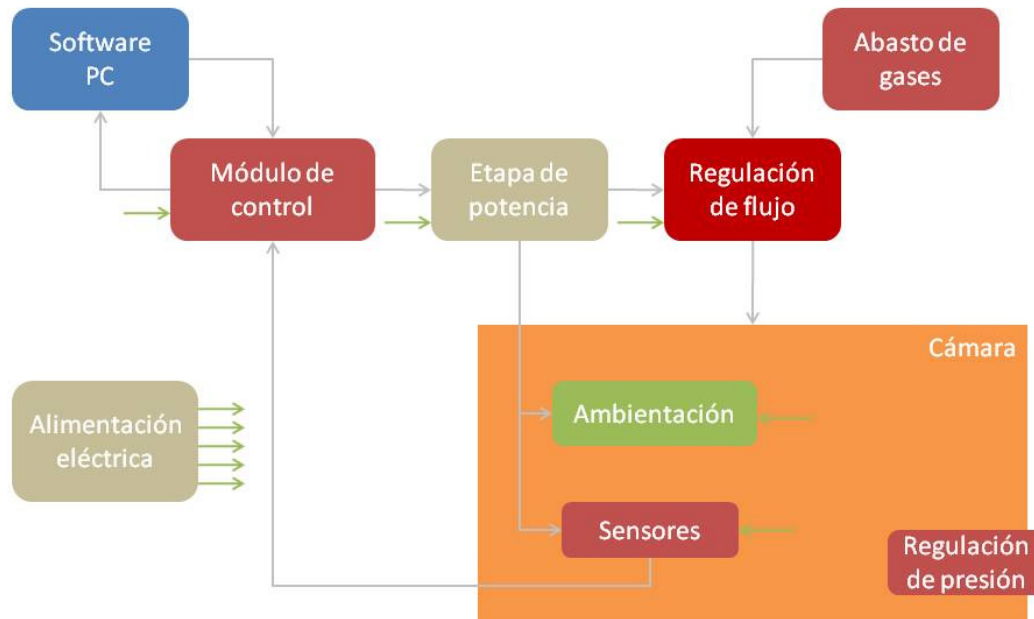 Software
PC
Abasto de
gases
Módulo de
control
Etapa de
potencia
Regulación
de flujo
Cámara
Alimentación
eléctrica
Ambientación
Sensores
Regulación
de presión